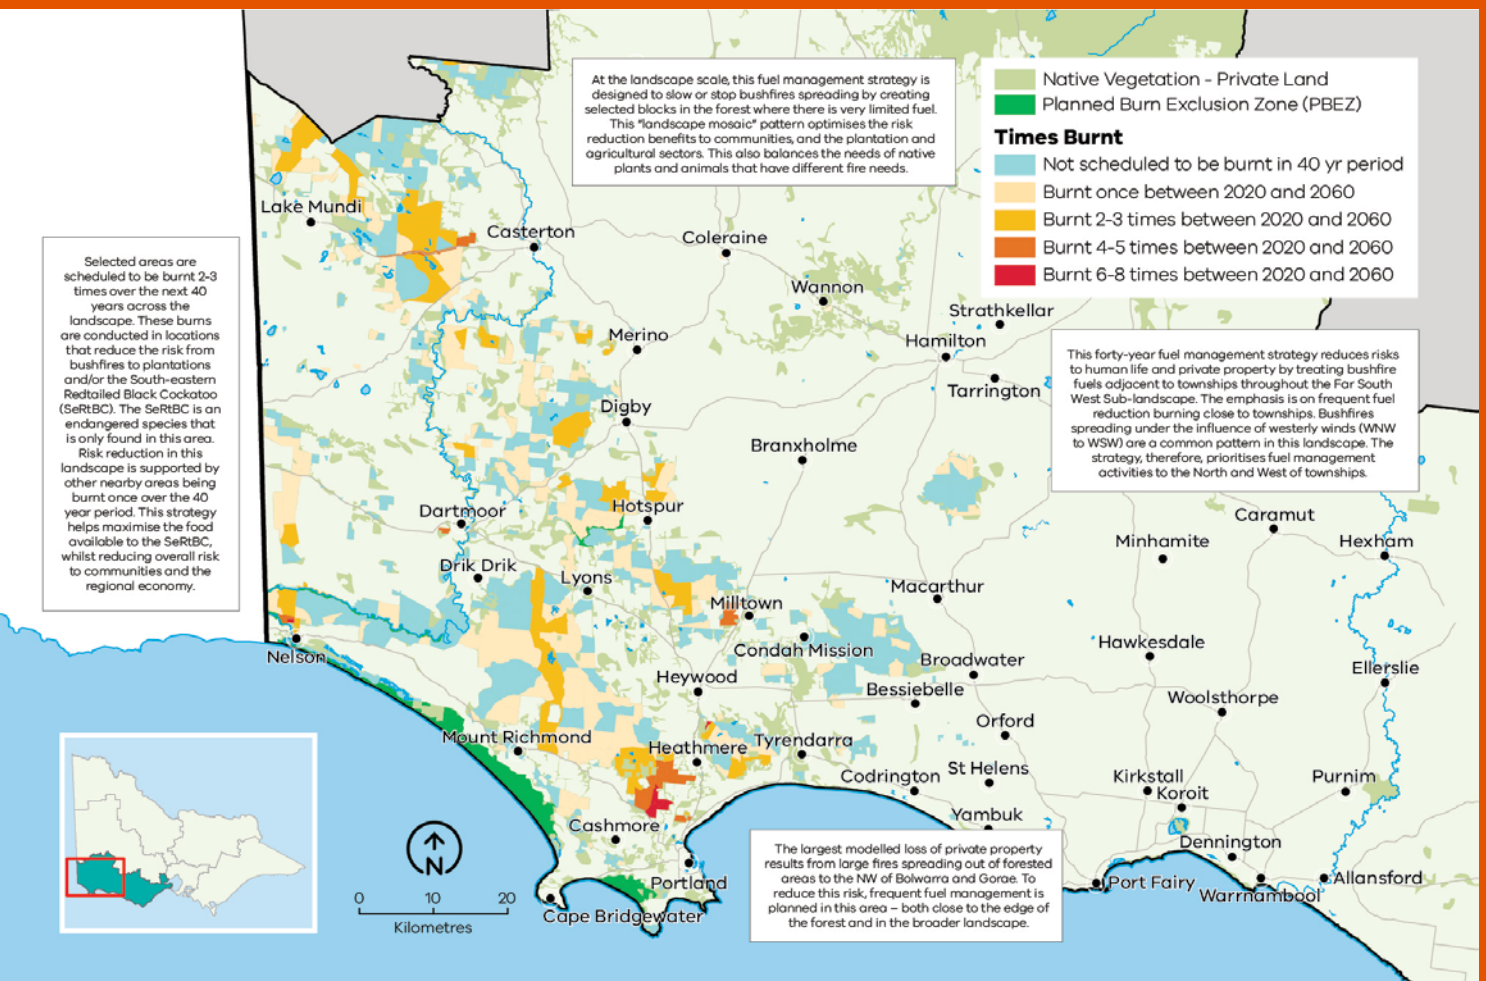 At the landscape scale, this fuel management strategy is
designed to slow or stop bushfires spreading by creating
selected blocks in the forest where there is very limited fuel.
This "landscape mosaic" pattern optimises the risk
reduction benefits to communities, and the plantation and
agricultural sectors. This also balances the needs of native
plants and animals that have different fire needs.
Native Vegetation - Private Land
Planned Burn Exclusion Zone (PBEZ)
Times Burnt
Not scheduled to be burnt in 40 yr period
Burnt once between 2020 and 2060
Burnt 2-3 times between 2020 and 2060
Burnt 4-5 times between 2020 and 2060
Burnt 6-8 times between 2020 and 2060
Selected areas are
scheduled to be burnt 2-3
times over the next 40
years across the
landscape. These burns
are conducted in locations
that reduce the risk from
bushfires to plantations
and/or the South-eastern
Redtailed Black Cockatoo
(SeRtBC). The SeRtBC is an
endangered species that
is only found in this area.
Risk reduction in this
landscape is supported by
other nearby areas being
burnt once over the 40
year period. This strategy
helps maximise the food
available to the SeRtBC,
whilst reducing overall risk
to communities and the
regional economy.
This forty-year fuel management strategy reduces risks
to human life and private property by treating bushfire
fuels adjacent to townships throughout the Far South
West Sub-landscape. The emphasis is on frequent fuel
reduction burning close to townships. Bushfires
spreading under the influence of westerly winds (WNW
to WSW) are a common pattern in this landscape. The
strategy, therefore, prioritises fuel management
activities to the North and West of townships.
Lake Mundi
Casterton
Coleraine
Wannon
Strathkellar
Merino
Hamilton
Tarrington
Digby
Branxholme
Dartmoor
Hotspur
Caramut
Minhamite
Hexham
Drik Drik
Lyons
Macarthur
Milltown
Condah Mission
Hawkesdale
Nelson
Broadwater
Ellerslie
Heywood
Bessiebelle
Woolsthorpe
Orford
Mount Richmond
Heathmere
Tyrendarra
Codrington
St Helens
Kirkstall
Purnim
Koroit
Yambuk
Cashmore
Dennington
Portland
Port Fairy
Allansford
Warrnambool
Cape Bridgewater
The largest modelled loss of private property
results from large fires spreading out of forested
areas to the NW of Bolwarra and Gorae. To
reduce this risk, frequent fuel management is
planned in this area – both close to the edge of
the forest and in the broader landscape.
N
0 10 20
Kilometres